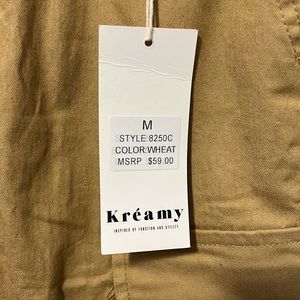 M
STYLE:8250C
COLOR:WHEAT
MSRP $59.00
Kréamy
INSPIRED BY FUNCTION AND UTILITY